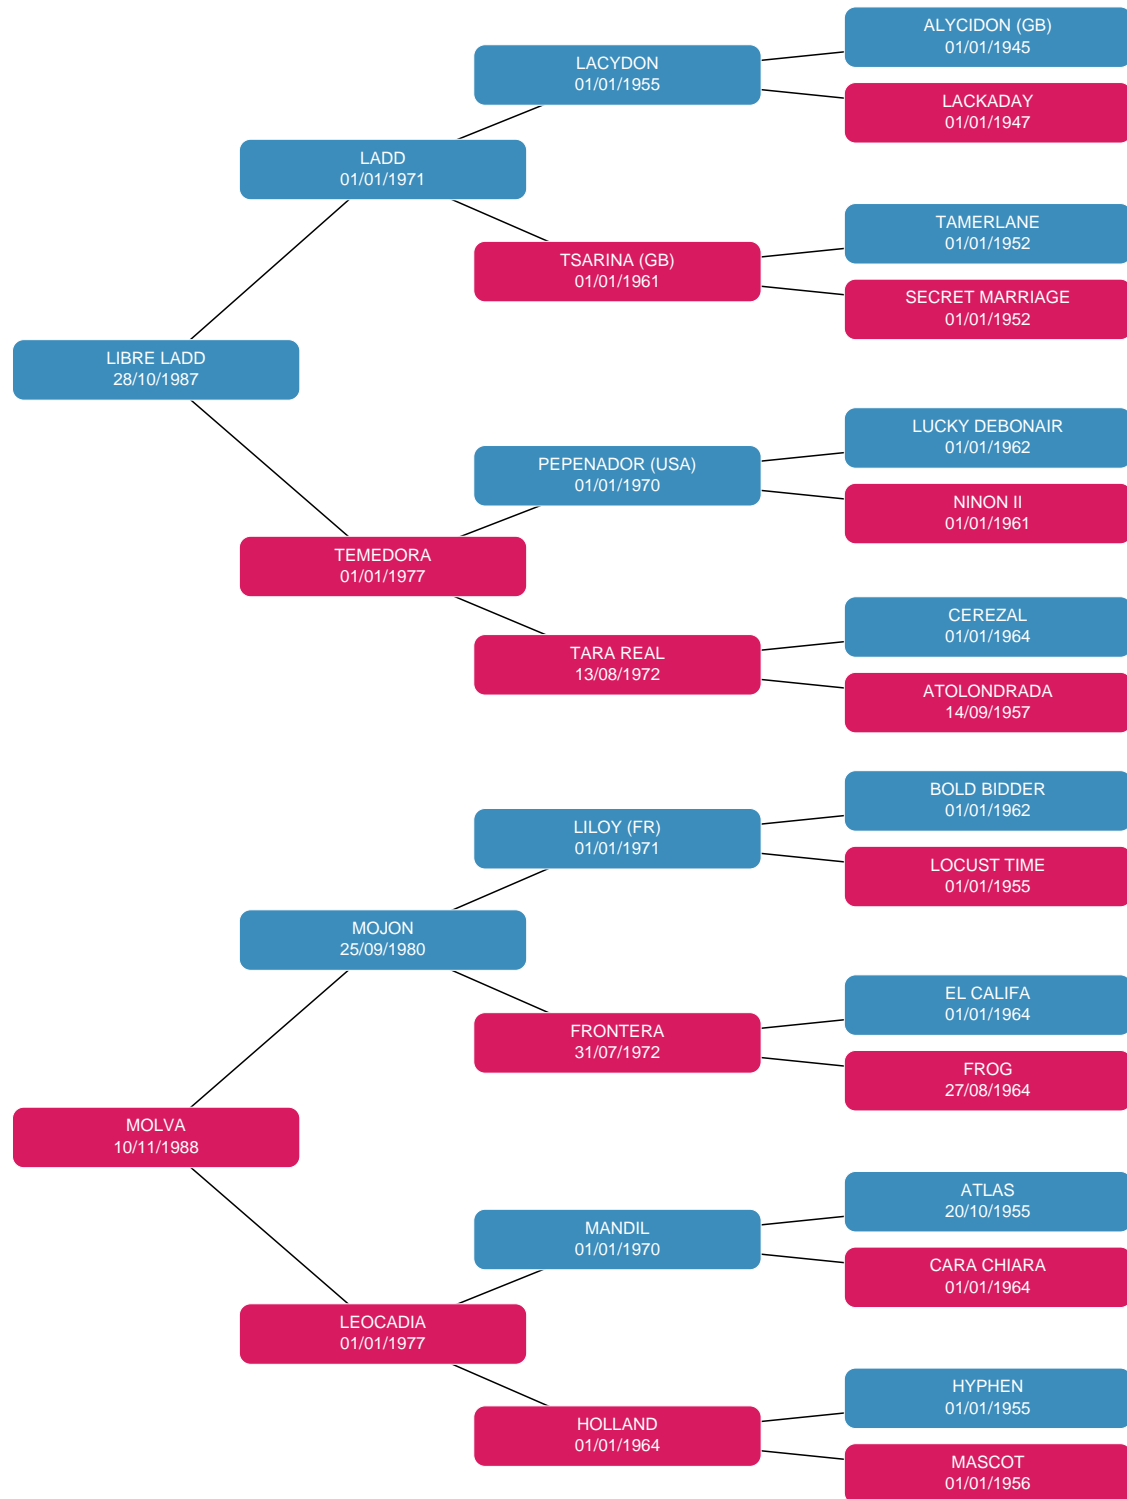 ALYCIDON (GB)
01/01/1945
LACYDON
01/01/1955
LACKADAY
01/01/1947
LADD
01/01/1971
TAMERLANE
01/01/1952
TSARINA (GB)
01/01/1961
SECRET MARRIAGE
01/01/1952
LIBRE LADD
28/10/1987
LUCKY DEBONAIR
01/01/1962
PEPENADOR (USA)
01/01/1970
NINON II
01/01/1961
TEMEDORA
01/01/1977
CEREZAL
01/01/1964
TARA REAL
13/08/1972
ATOLONDRADA
14/09/1957
BOLD BIDDER
01/01/1962
LILOY (FR)
01/01/1971
LOCUST TIME
01/01/1955
MOJON
25/09/1980
EL CALIFA
01/01/1964
FRONTERA
31/07/1972
FROG
27/08/1964
MOLVA
10/11/1988
ATLAS
20/10/1955
MANDIL
01/01/1970
CARA CHIARA
01/01/1964
LEOCADIA
01/01/1977
HYPHEN
01/01/1955
HOLLAND
01/01/1964
MASCOT
01/01/1956